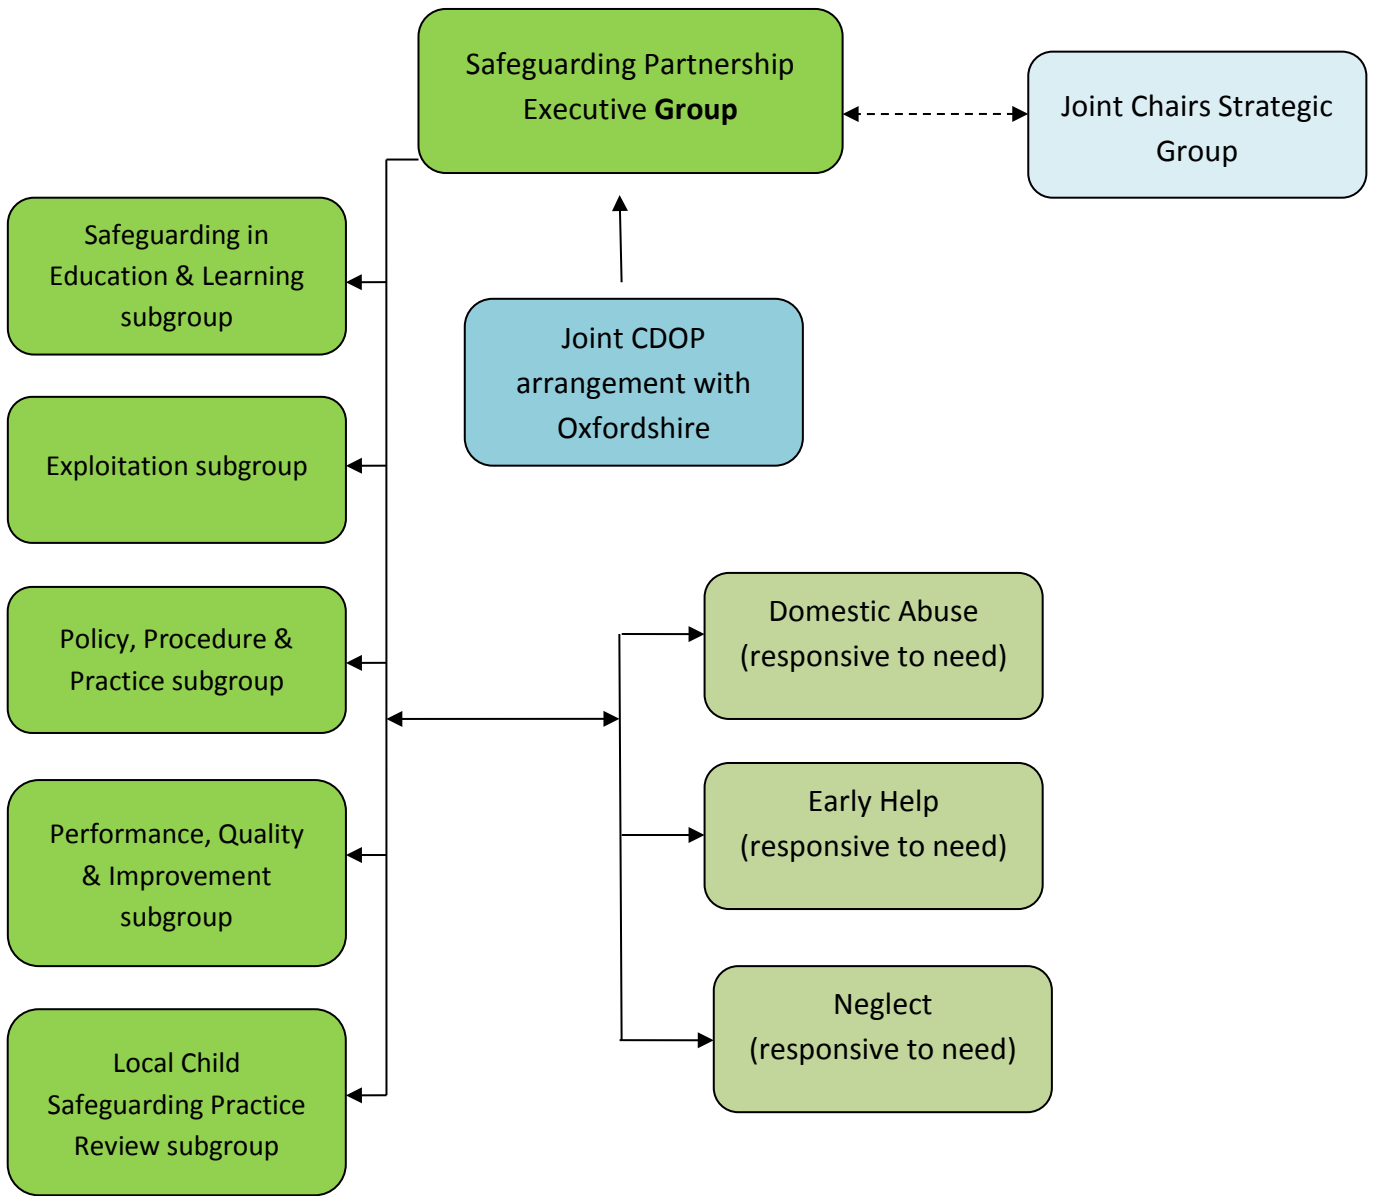 Safeguarding Partnership
Executive Group
Joint Chairs Strategic
Group
Safeguarding in
Education & Learning
subgroup
Joint CDOP
arrangement with
Oxfordshire
Exploitation subgroup
Policy, Procedure &
Practice subgroup
Domestic Abuse
(responsive to need)
Performance, Quality
& Improvement
subgroup
Early Help
(responsive to need)
Local Child
Safeguarding Practice
Review subgroup
Neglect
(responsive to need)